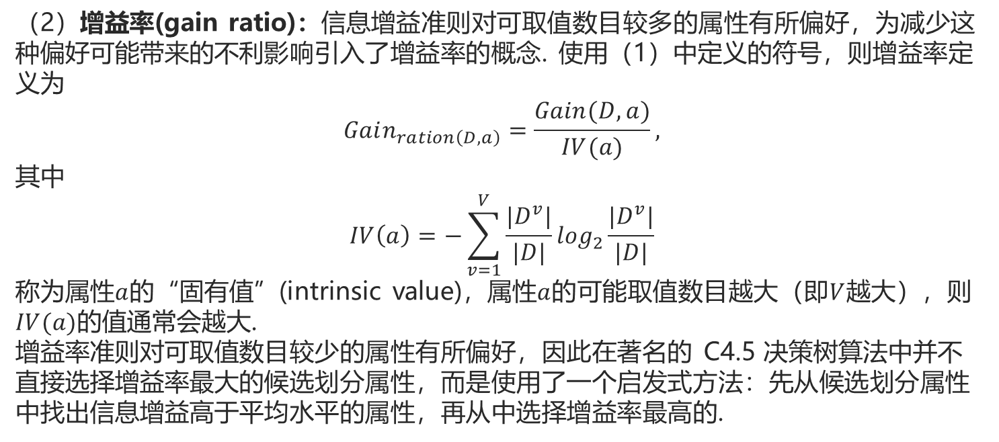 （2）增益率(gain ratio)：信息增益准则对可取值数目较多的属性有所偏好，为减少这
种偏好可能带来的不利影响引入了增益率的概念. 使用（1）中定义的符号，则增益率定
义为
Gain_{ration(D,a)} = \frac{Gain(D,a)}{IV(a)},
其中
IV(a) = -\sum_{v=1}^{V} \frac{|D^v|}{|D|} log_2 \frac{|D^v|}{|D|}
称为属性a的“固有值”(intrinsic value)，属性a的可能取值数目越大（即V越大），则
IV(a)的值通常会越大.
增益率准则对可取值数目较少的属性有所偏好，因此在著名的 C4.5 决策树算法中并不
直接选择增益率最大的候选划分属性，而是使用了一个启发式方法：先从候选划分属性
中找出信息增益高于平均水平的属性，再从中选择增益率最高的.